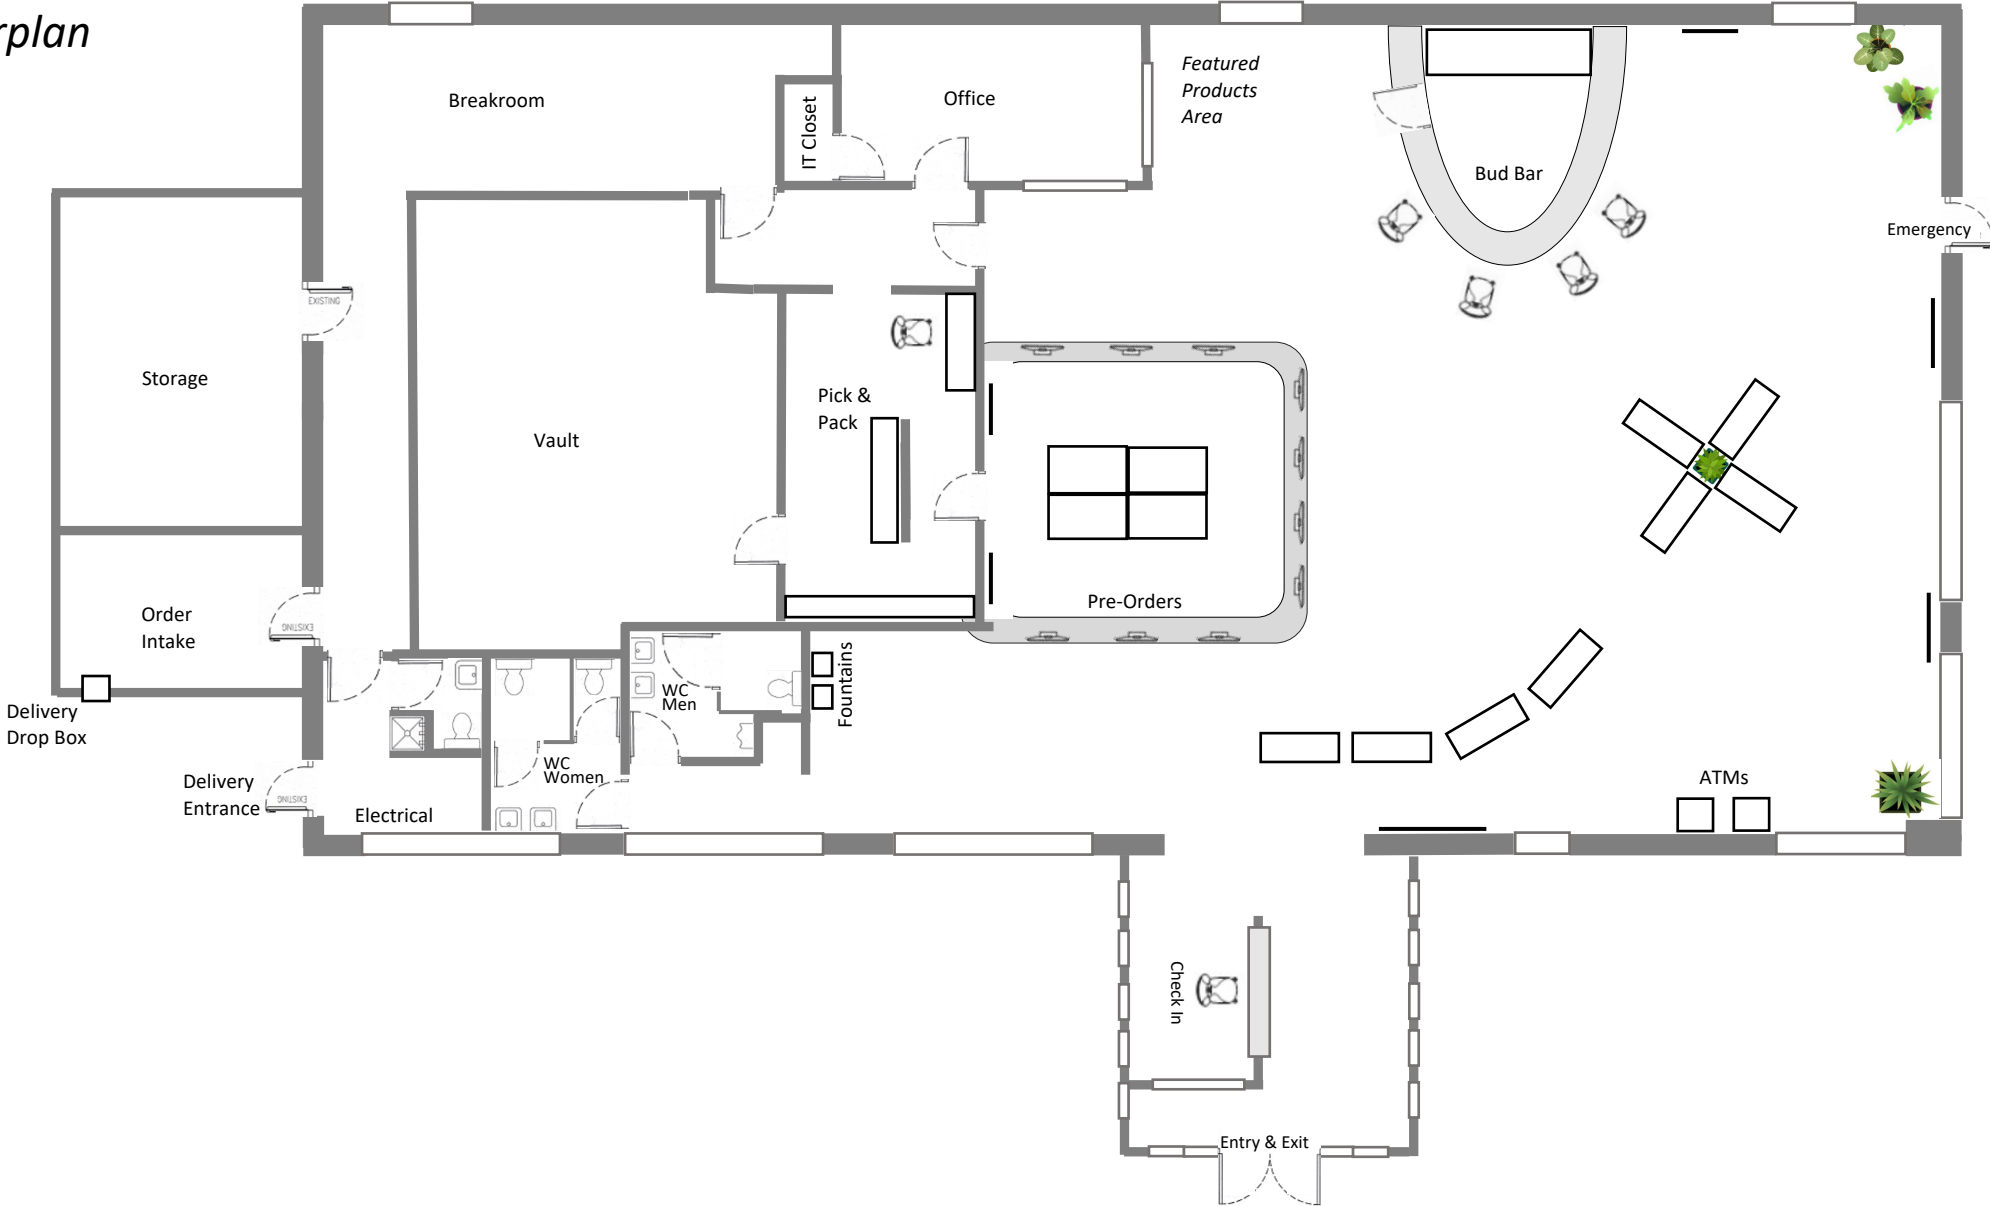 rplan
Breakroom
IT Closet
Office
Featured
Products
Area
Bud Bar
Emergency
EXISTING
Storage
Vault
Pick &
Pack
Pre-Orders
Order
Intake
EXISTING
Delivery
Drop Box
WC
Men
Fountains
WC
Women
Delivery
Entrance
EXISTING
Electrical
ATMs
Check In
Entry & Exit